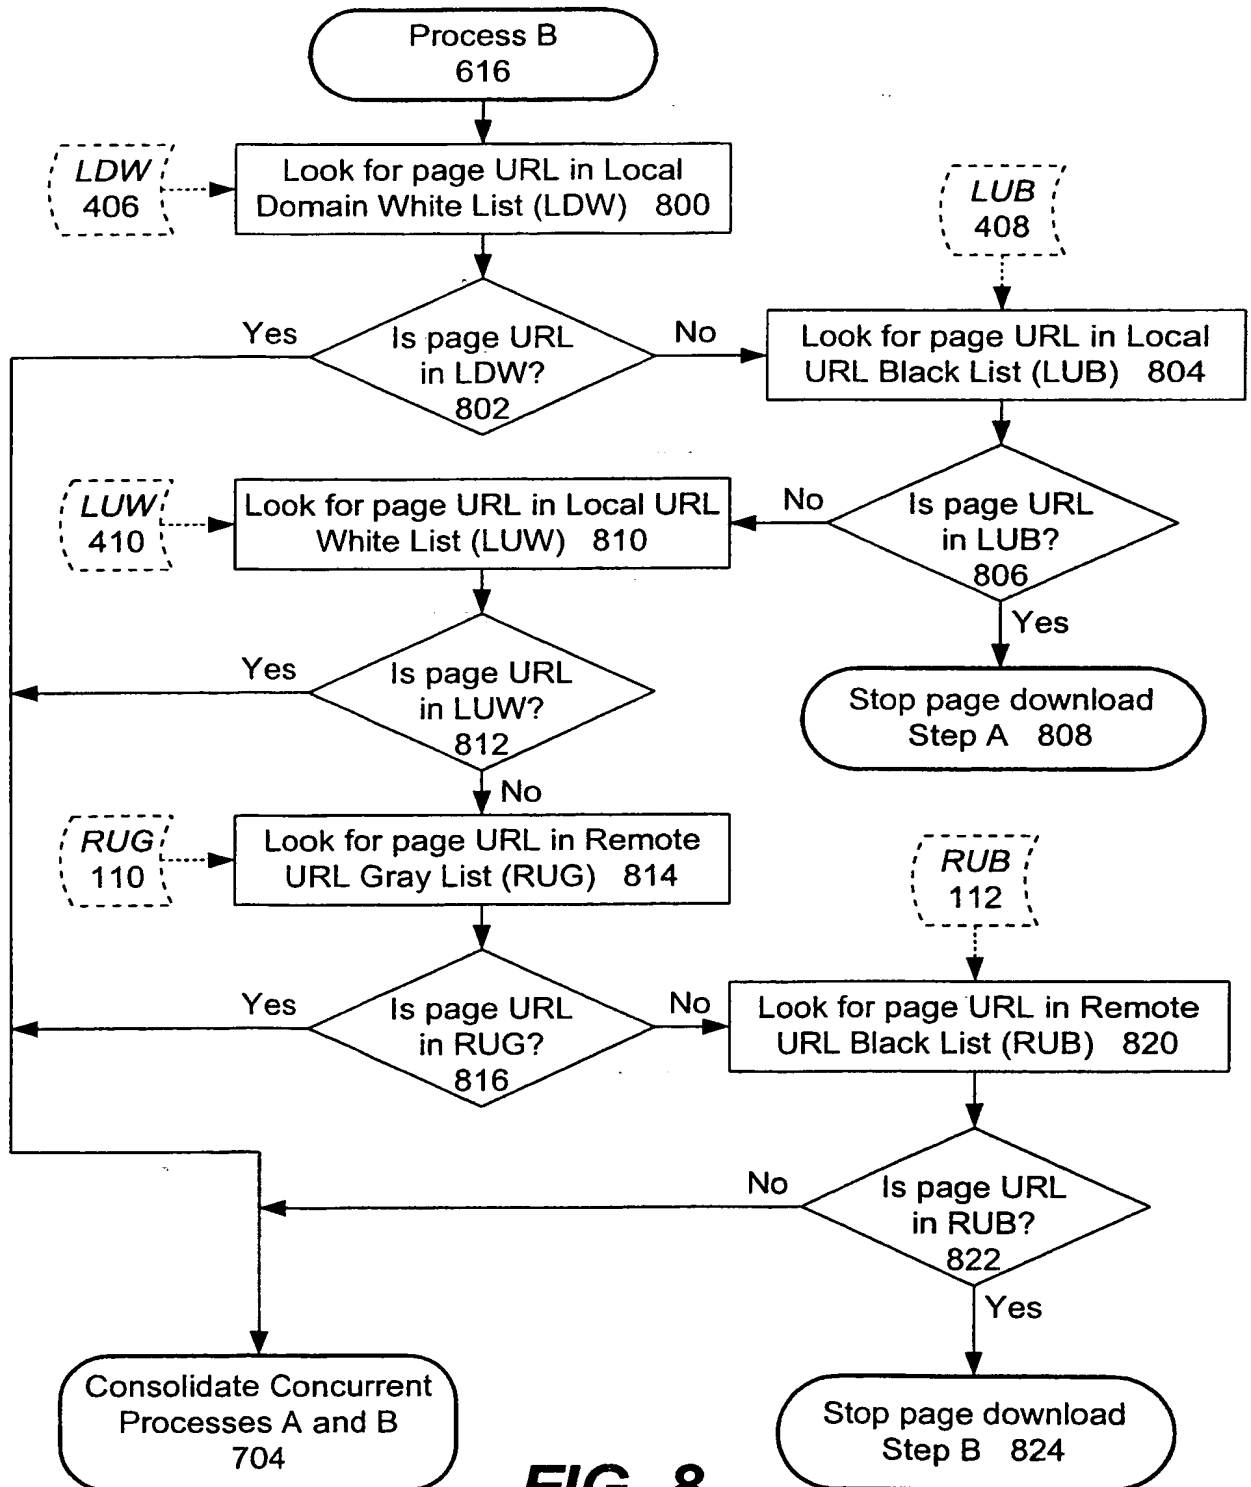 Process B
616
LDW
406
Look for page URL in Local
Domain White List (LDW) 800
LUB
408
Yes
Is page URL
in LDW?
802
No
Look for page URL in Local
URL Black List (LUB) 804
LUW
410
Look for page URL in Local URL
White List (LUW) 810
No
Is page URL
in LUB?
806
Yes
Yes
Is page URL
in LUW?
812
Stop page download
Step A 808
No
RUG
110
Look for page URL in Remote
URL Gray List (RUG) 814
RUB
112
Yes
Is page URL
in RUG?
816
No
Look for page URL in Remote
URL Black List (RUB) 820
No
Is page URL
in RUB?
822
Yes
Consolidate Concurrent
Processes A and B
704
Stop page download
Step B 824
FIG. 8